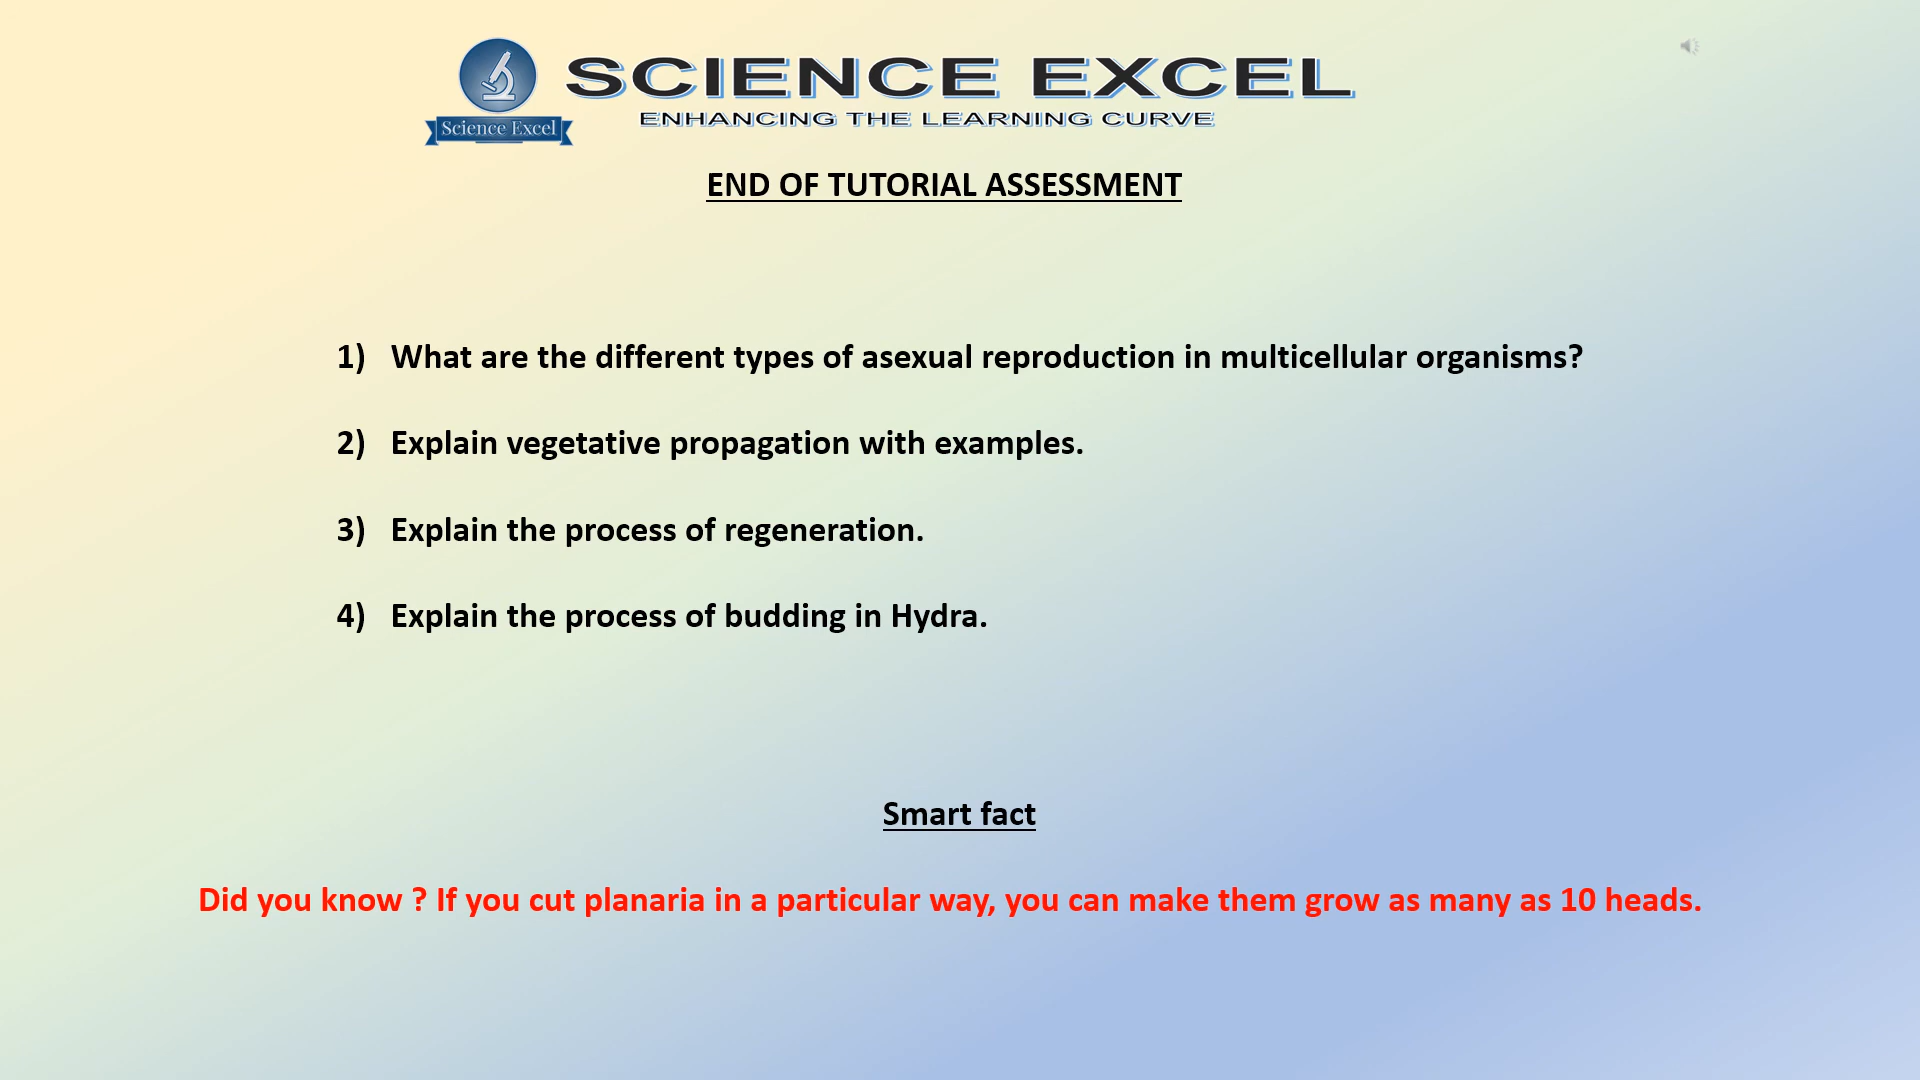 SCIENCE EXCEL
Science Excel
ENHANCING THE LEARNING CURVE
END OF TUTORIAL ASSESSMENT
1) What are the different types of asexual reproduction in multicellular organisms?
2) Explain vegetative propagation with examples.
3) Explain the process of regeneration.
4) Explain the process of budding in Hydra.
Smart fact
Did you know ? If you cut planaria in a particular way, you can make them grow as many as 10 heads.